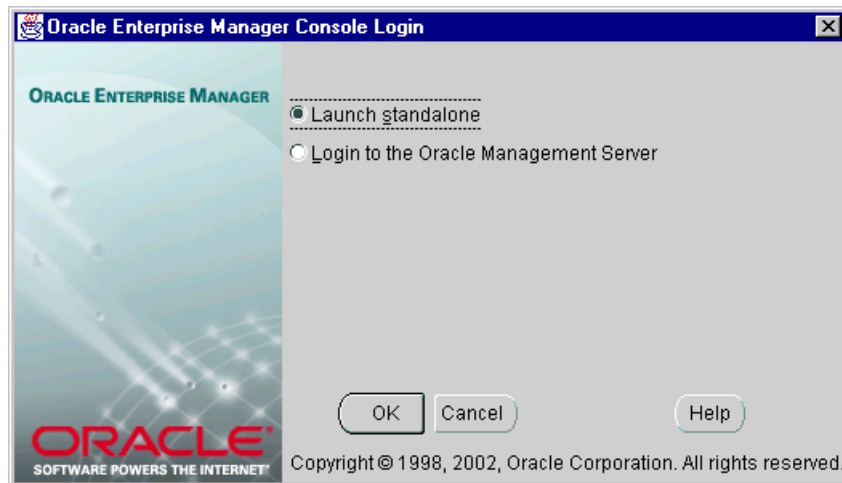 Oracle Enterprise Manager Console Login
ORACLE ENTERPRISE MANAGER
Launch standalone
Login to the Oracle Management Server
OK
Cancel
Help
ORACLE®
SOFTWARE POWERS THE INTERNET™
Copyright © 1998, 2002, Oracle Corporation. All rights reserved.